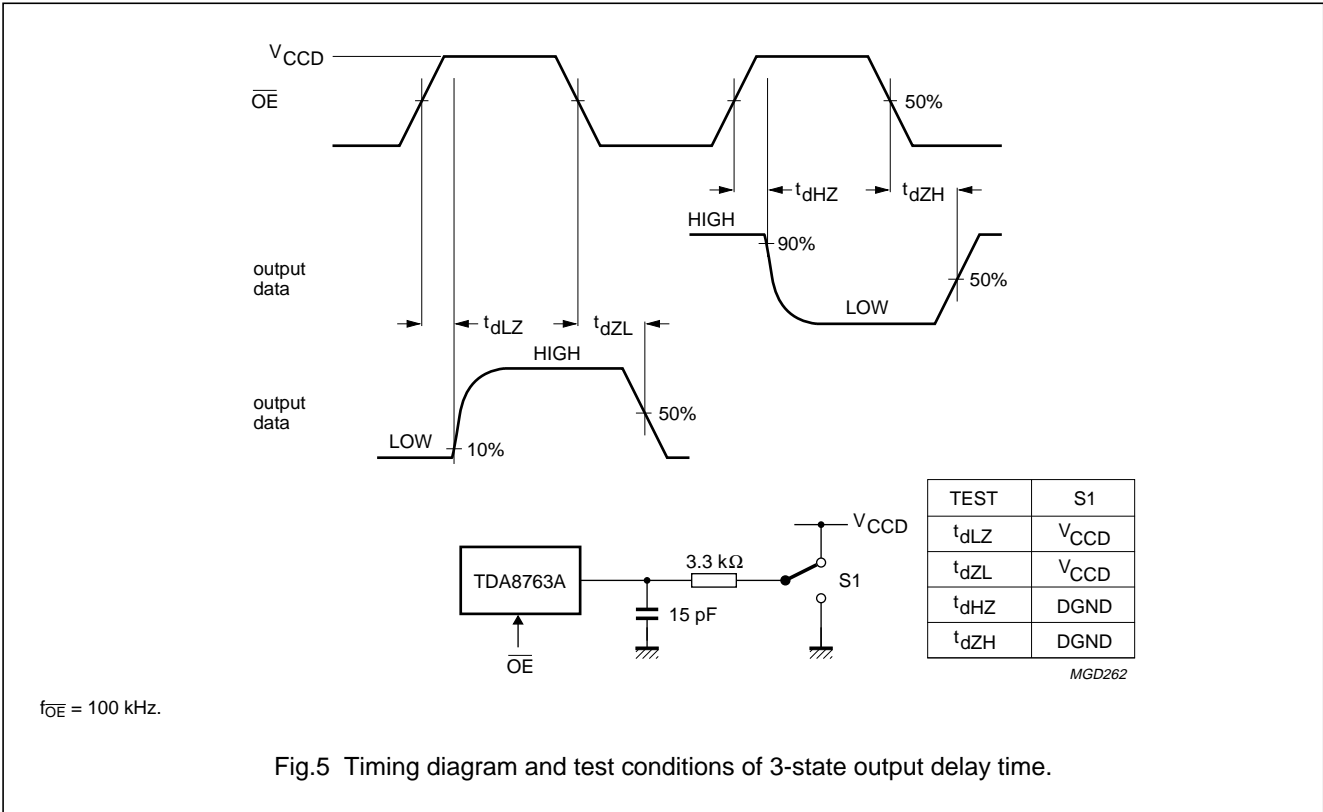 VCCD
OE
50%
tdHZ
tdZH
HIGH
90%
output
data
50%
LOW
tdLZ
tdZL
HIGH
output
data
50%
LOW
10%
TEST S1
tdLZ VCCD
tdZL VCCD
tdHZ DGND
tdZH DGND
VCCD
3.3 kΩ
TDA8763A
S1
15 pF
OE
MGD262
fOE = 100 kHz.
Fig.5 Timing diagram and test conditions of 3-state output delay time.